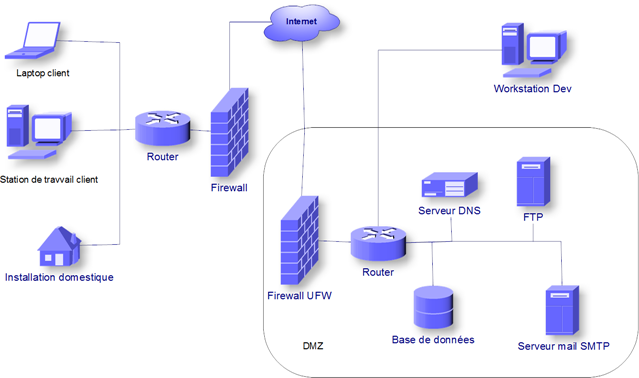 Internet
Laptop client
Workstation Dev
Router
Station de travvail client
Firewall
Serveur DNS
FTP
Installation domestique
Router
Firewall UFW
Base de données
Serveur mail SMTP
DMZ